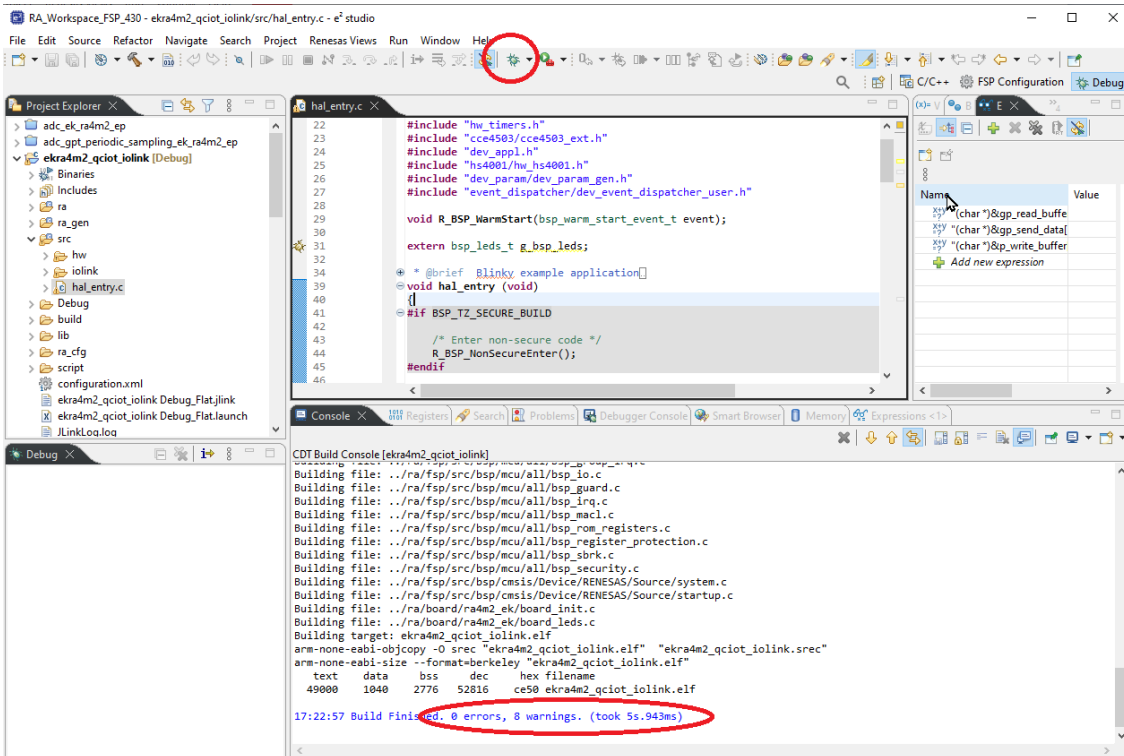 RA_Workspace_FSP_430 - ekra4m2_qciot_iolink/src/hal_entry.c - e² studio
File Edit Source Refactor Navigate Search Project Renesas Views Run Window
C/C++ FSP Configuration Debug
Project Explorer
adc_ek_ra4m2_ep
adc_gpt_periodic_sampling_ek_ra4m2_ep
ekra4m2_qciot_iolink [Debug]
Binaries
Includes
ra
ra_gen
src
hw
iolink
hal_entry.c
Debug
build
lib
ra_cfg
script
configuration.xml
ekra4m2_qciot_iolink Debug_Flat.jlink
ekra4m2_qciot_iolink Debug_Flat.launch
JLinkLog.log
hal_entry.c
22 #include "hw_timers.h"
23 #include "cce4503/cce4503_ext.h"
24 #include "dev_appl.h"
25 #include "hs4001/hw_hs4001.h"
26 #include "dev_param/dev_param_gen.h"
27 #include "event_dispatcher/dev_event_dispatcher_user.h"
28
29 void R_BSP_WarmStart(bsp_warm_start_event_t event);
30
31 extern bsp_leds_t g_bsp_leds;
32
34 * @brief Blinky example application
39 void hal_entry (void)
40 {
41 #if BSP_TZ_SECURE_BUILD
42
43 /* Enter non-secure code */
44 R_BSP_NonSecureEnter();
45 #endif
46
(x)= V B E
Name Value
"(char *)&gp_read_buffe
"(char *)&gp_send_data[
"(char *)&p_write_buffer
Add new expression
Debug
Console Registers Search Problems Debugger Console Smart Browser Memory Expressions <1>
CDT Build Console [ekra4m2_qciot_iolink]
Building file: ../ra/fsp/src/bsp/mcu/all/bsp_group_irq.c
Building file: ../ra/fsp/src/bsp/mcu/all/bsp_io.c
Building file: ../ra/fsp/src/bsp/mcu/all/bsp_guard.c
Building file: ../ra/fsp/src/bsp/mcu/all/bsp_irq.c
Building file: ../ra/fsp/src/bsp/mcu/all/bsp_macl.c
Building file: ../ra/fsp/src/bsp/mcu/all/bsp_rom_registers.c
Building file: ../ra/fsp/src/bsp/mcu/all/bsp_register_protection.c
Building file: ../ra/fsp/src/bsp/mcu/all/bsp_sbrk.c
Building file: ../ra/fsp/src/bsp/mcu/all/bsp_security.c
Building file: ../ra/fsp/src/bsp/cmsis/Device/RENESAS/Source/system.c
Building file: ../ra/fsp/src/bsp/cmsis/Device/RENESAS/Source/startup.c
Building file: ../ra/board/ra4m2_ek/board_init.c
Building file: ../ra/board/ra4m2_ek/board_leds.c
Building target: ekra4m2_qciot_iolink.elf
arm-none-eabi-objcopy -O srec "ekra4m2_qciot_iolink.elf" "ekra4m2_qciot_iolink.srec"
arm-none-eabi-size --format=berkeley "ekra4m2_qciot_iolink.elf"
text data bss dec hex filename
49000 1040 2776 52816 ce50 ekra4m2_qciot_iolink.elf
17:22:57 Build Finished. 0 errors, 8 warnings. (took 5s.943ms)